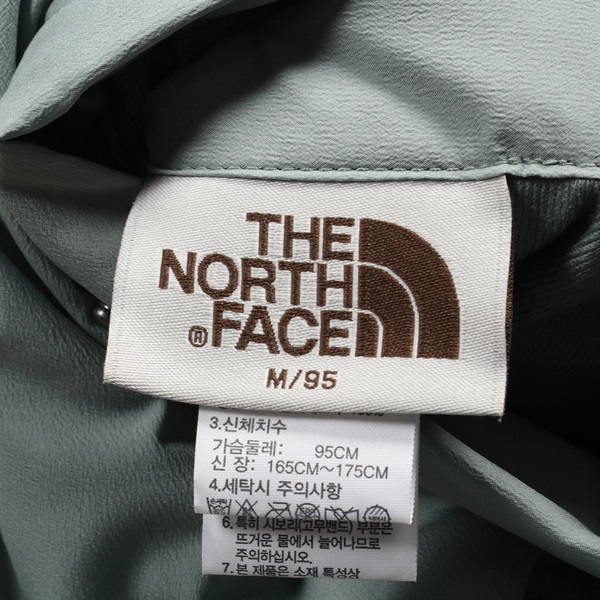 THE
NORTH
® FACE
M/95
3.신체치수
가슴둘레: 95CM
신 장: 165CM~175CM
4.세탁시 주의사항
6. 특히 시보리(고무밴드) 부분은
뜨거운 물에서 늘어나므로
주의하십시오.
7. 본 제품은 소재 특성상